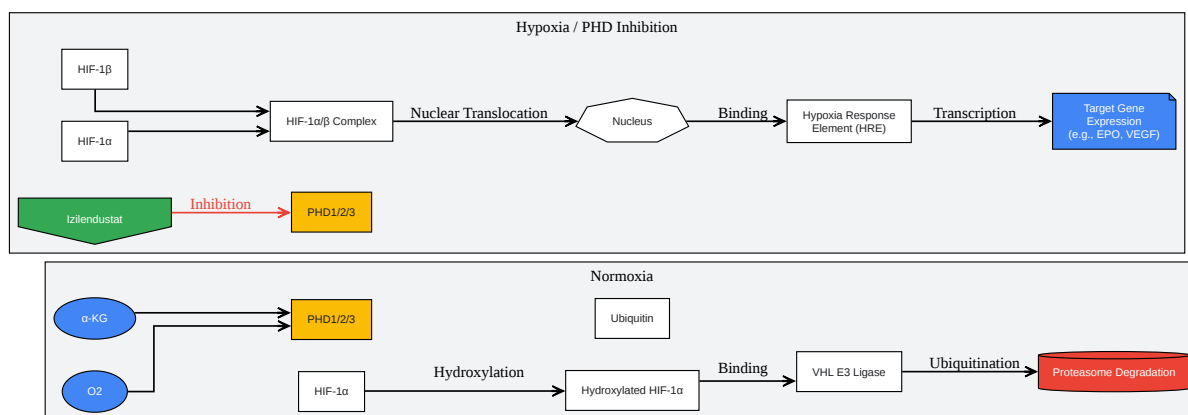 Hypoxia / PHD Inhibition
HIF-1β
HIF-1α
HIF-1α/β Complex
Nuclear Translocation
Nucleus
Binding
Hypoxia Response
Element (HRE)
Transcription
Target Gene
Expression
(e.g., EPO, VEGF)
Izilendustat
Inhibition
PHD1/2/3
Normoxia
α-KG
O2
PHD1/2/3
Ubiquitin
HIF-1α
Hydroxylation
Hydroxylated HIF-1α
Binding
VHL E3 Ligase
Ubiquitination
Proteasome Degradation